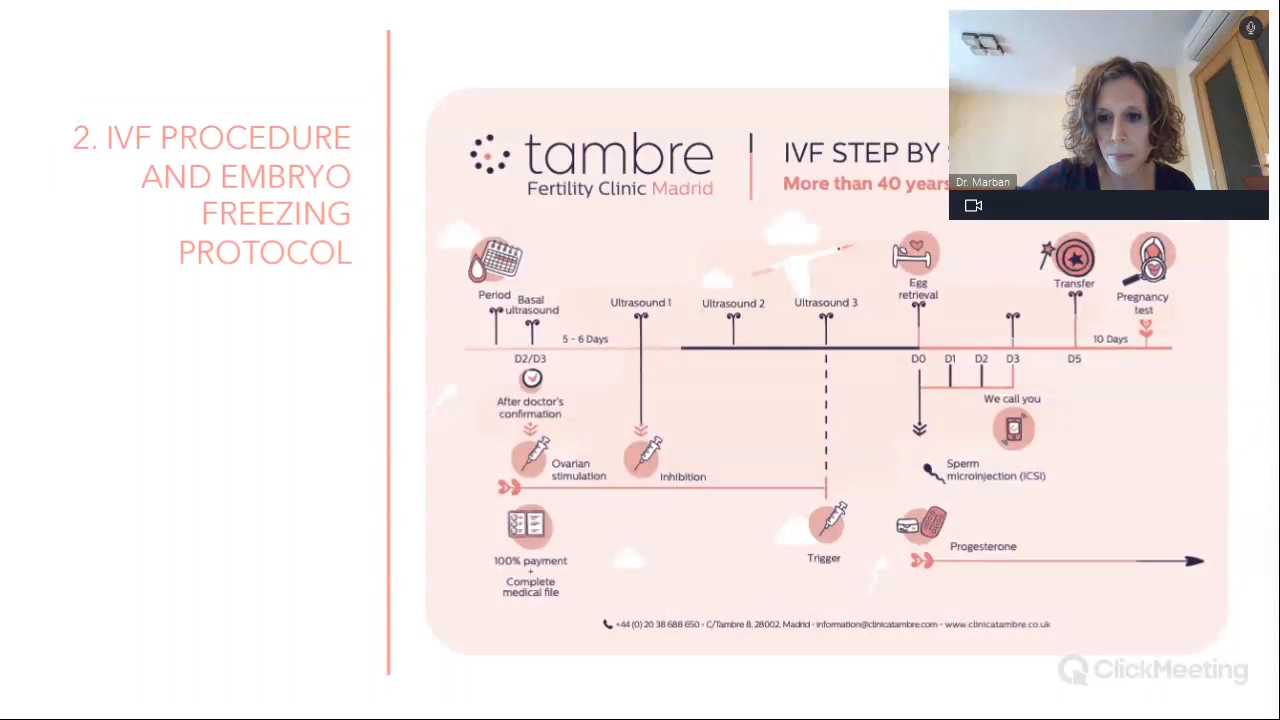 2. IVF PROCEDURE
AND EMBRYO
FREEZING
PROTOCOL
tambre
Fertility Clinic Madrid
IVF STEP BY
More than 40 years
Dr. Marban
Period
Basal
ultrasound
5 - 6 Days
Ultrasound 1
Ultrasound 2
Ultrasound 3
Egg
retrieval
Transfer
Pregnancy
test
10 Days
D2/D3
D0
D1
D2
D3
D5
After doctor's
confirmation
We call you
Ovarian
stimulation
Inhibition
Sperm
microinjection (ICSI)
100% payment
+
Complete
medical file
Trigger
Progesterone
+44 (0) 20 38 688 650 • C/Tambre 8, 28002, Madrid • information@clinicatambre.com • www.clinicatambre.co.uk
ClickMeeting